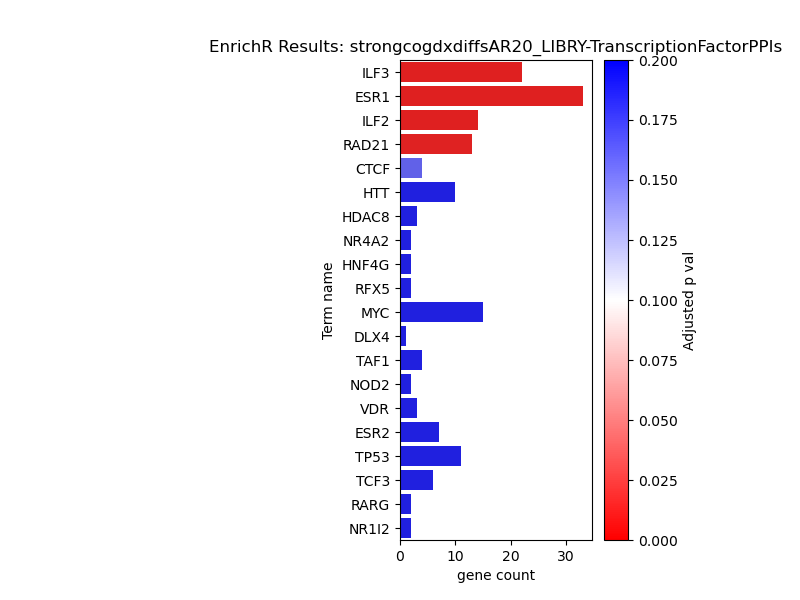 EnrichR Results: strongcogdxdiffsAR20_LIBRY-TranscriptionFactorPPIs
ILF3
ESR1
ILF2
RAD21
CTCF
HTT
HDAC8
NR4A2
HNF4G
RFX5
MYC
DLX4
TAF1
NOD2
VDR
ESR2
TP53
TCF3
RARG
NR1I2
Term name
0 10 20 30
gene count
0.200
0.175
0.150
0.125
0.100
0.075
0.050
0.025
0.000
Adjusted p val